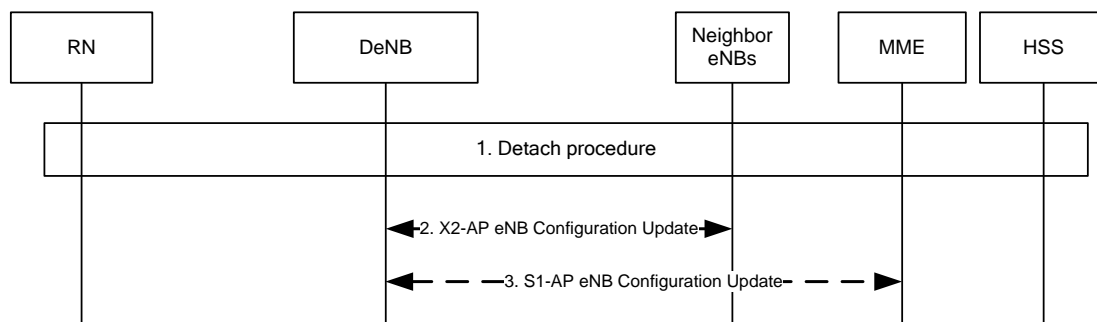 RN
DeNB
Neighbor
eNBs
MME
HSS
1. Detach procedure
2. X2-AP eNB Configuration Update
3. S1-AP eNB Configuration Update